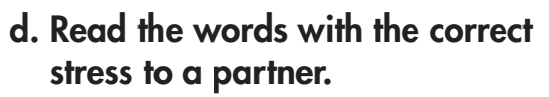 d. Read the words with the correct
stress to a partner.